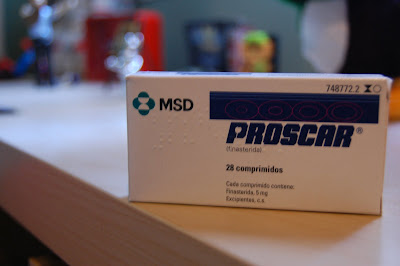 748772.2
MSD
PROSCAR®
(finasterida)
28 comprimidos
Cada comprimido contiene:
Finasterida, 5 mg
Excipientes, c.s.